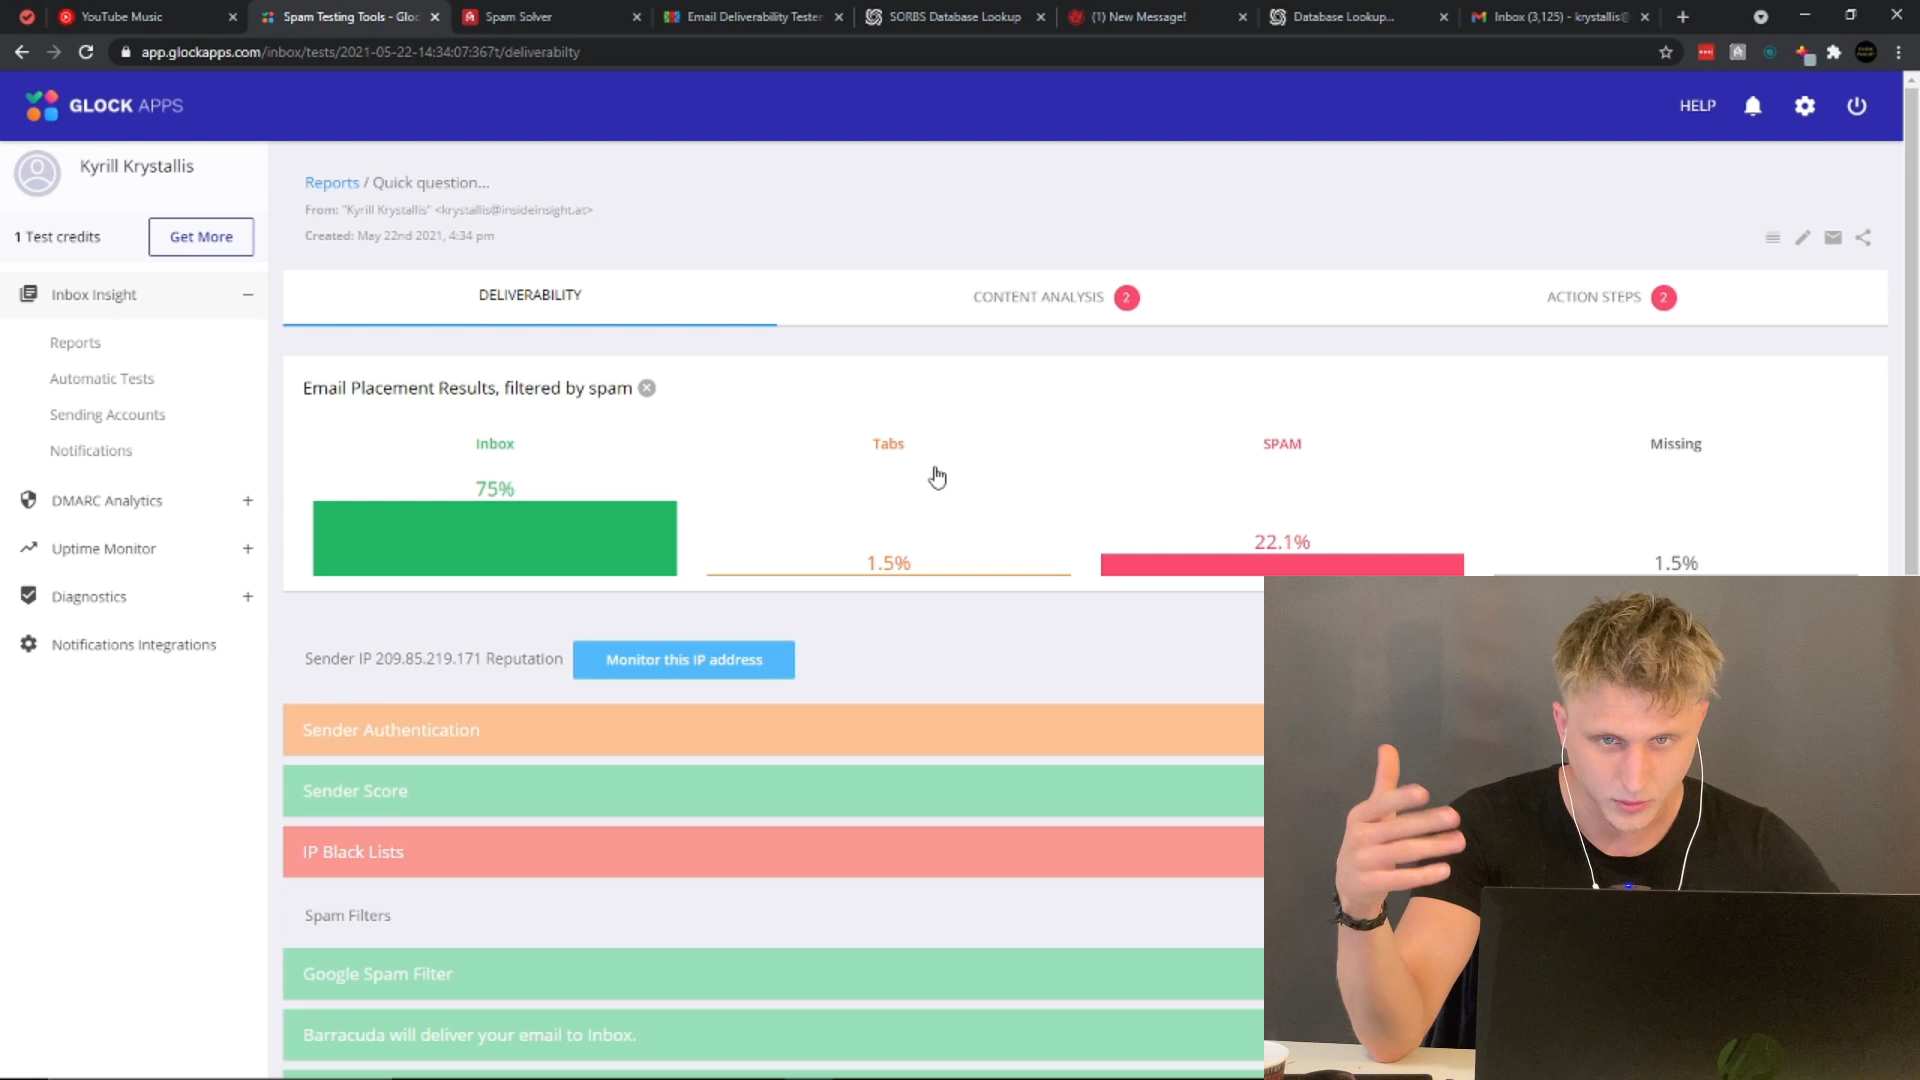 YouTube Music
Spam Testing Tools - Gloc
Spam Solver
Email Deliverability Tester
SORBS Database Lookup
(1) New Message!
Database Lookup...
Inbox (3,125) - krystallis@
app.glockapps.com/inbox/tests/2021-05-22-14:34:07:367t/deliverabilty
GLOCK APPS
HELP
Kyrill Krystallis
1 Test credits
Get More
Inbox Insight
Reports
Automatic Tests
Sending Accounts
Notifications
DMARC Analytics
Uptime Monitor
Diagnostics
Notifications Integrations
Reports / Quick question...
From: "Kyrill Krystallis" <krystallis@insideinsight.at>
Created: May 22nd 2021, 4:34 pm
DELIVERABILITY
CONTENT ANALYSIS 2
ACTION STEPS 2
Email Placement Results, filtered by spam
Inbox
Tabs
SPAM
Missing
75%
1.5%
22.1%
1.5%
Sender IP 209.85.219.171 Reputation
Monitor this IP address
Sender Authentication
Sender Score
IP Black Lists
Spam Filters
Google Spam Filter
Barracuda will deliver your email to Inbox.